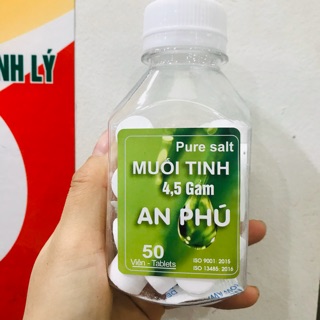 NH LÝ
Pure salt
MUỐI TINH
4,5 Gam
AN PHÚ
50
Viên - Tablets
ISO 9001: 2015
ISO 13485: 2016